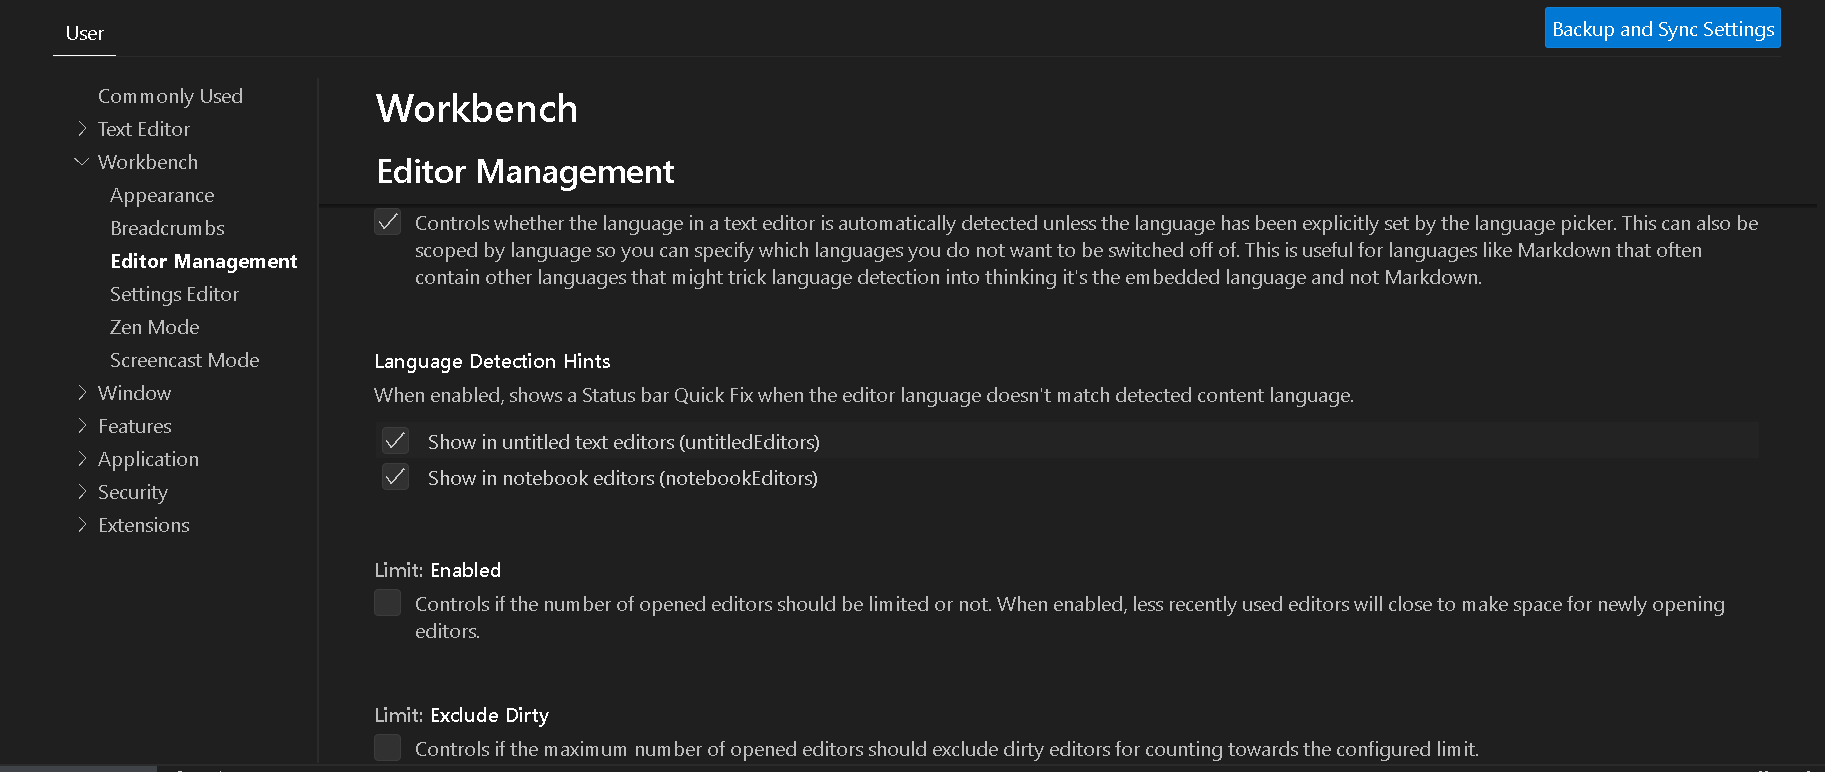 User
Backup and Sync Settings
Commonly Used
Text Editor
Workbench
Appearance
Breadcrumbs
Editor Management
Settings Editor
Zen Mode
Screencast Mode
Window
Features
Application
Security
Extensions
Workbench
Editor Management
Controls whether the language in a text editor is automatically detected unless the language has been explicitly set by the language picker. This can also be
scoped by language so you can specify which languages you do not want to be switched off of. This is useful for languages like Markdown that often
contain other languages that might trick language detection into thinking it's the embedded language and not Markdown.
Language Detection Hints
When enabled, shows a Status bar Quick Fix when the editor language doesn't match detected content language.
Show in untitled text editors (untitledEditors)
Show in notebook editors (notebookEditors)
Limit: Enabled
Controls if the number of opened editors should be limited or not. When enabled, less recently used editors will close to make space for newly opening
editors.
Limit: Exclude Dirty
Controls if the maximum number of opened editors should exclude dirty editors for counting towards the configured limit.